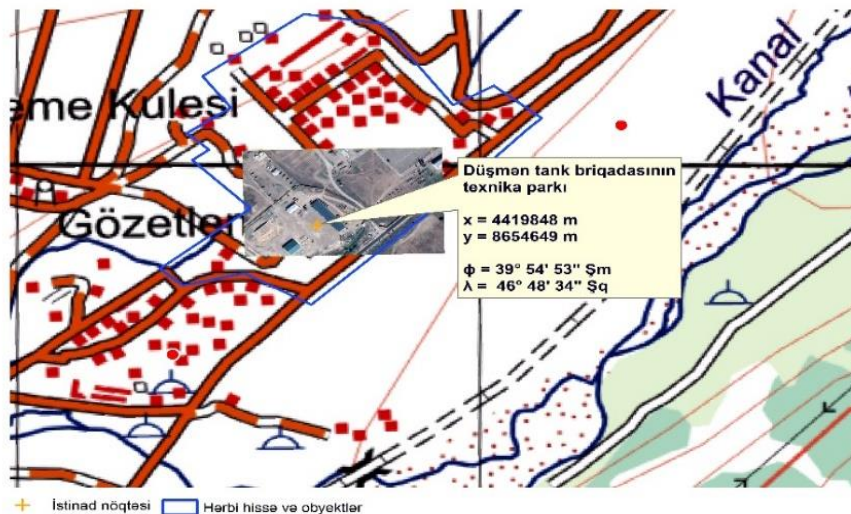 Kanal
eme Kulesi
Düşmən tank briqadasının
texnika parkı
x = 4419848 m
y = 8654649 m
ϕ = 39° 54' 53" Şm
λ = 46° 48' 34" Şq
Gözetlem
İstinad nöqtəsi
Hərbi hissə və obyektlər